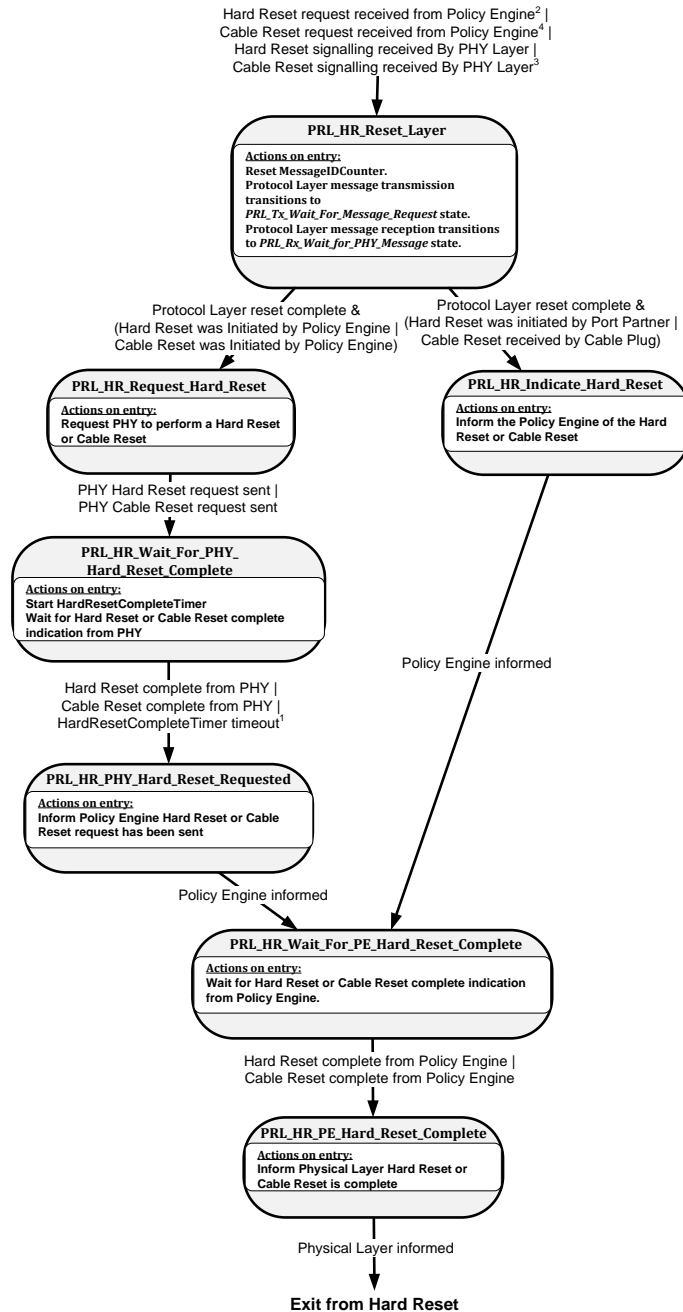 Hard Reset request received from Policy Engine² |
Cable Reset request received from Policy Engine⁴ |
Hard Reset signalling received By PHY Layer |
Cable Reset signalling received By PHY Layer³
PRL_HR_Reset_Layer
Actions on entry:
Reset MessageIDCounter.
Protocol Layer message transmission
transitions to
PRL_Tx_Wait_For_Message_Request state.
Protocol Layer message reception transitions
to PRL_Rx_Wait_for_PHY_Message state.
Protocol Layer reset complete &
(Hard Reset was Initiated by Policy Engine |
Cable Reset was Initiated by Policy Engine)
Protocol Layer reset complete &
(Hard Reset was initiated by Port Partner |
Cable Reset received by Cable Plug)
PRL_HR_Request_Hard_Reset
Actions on entry:
Request PHY to perform a Hard Reset
or Cable Reset
PRL_HR_Indicate_Hard_Reset
Actions on entry:
Inform the Policy Engine of the Hard
Reset or Cable Reset
PHY Hard Reset request sent |
PHY Cable Reset request sent
PRL_HR_Wait_For_PHY_
Hard_Reset_Complete
Actions on entry:
Start HardResetCompleteTimer
Wait for Hard Reset or Cable Reset complete
indication from PHY
Policy Engine informed
Hard Reset complete from PHY |
Cable Reset complete from PHY |
HardResetCompleteTimer timeout¹
PRL_HR_PHY_Hard_Reset_Requested
Actions on entry:
Inform Policy Engine Hard Reset or Cable
Reset request has been sent
Policy Engine informed
PRL_HR_Wait_For_PE_Hard_Reset_Complete
Actions on entry:
Wait for Hard Reset or Cable Reset complete indication
from Policy Engine.
Hard Reset complete from Policy Engine |
Cable Reset complete from Policy Engine
PRL_HR_PE_Hard_Reset_Complete
Actions on entry:
Inform Physical Layer Hard Reset or
Cable Reset is complete
Physical Layer informed
Exit from Hard Reset